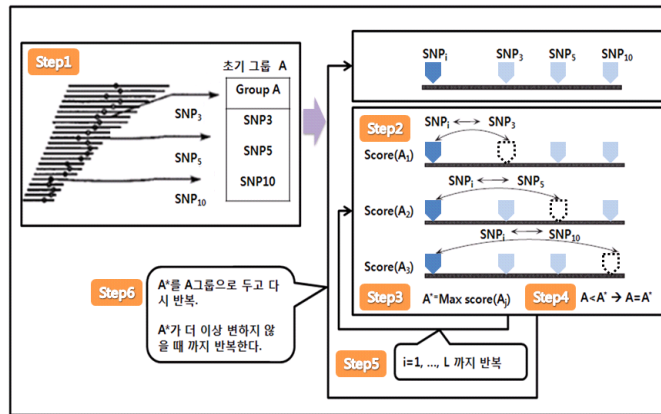 Step1
초기 그룹 A
Group A
SNP3
SNP5
SNP10
SNP3
SNP5
SNP10
SNPi SNP3 SNP5 SNP10
Step2
SNPi ↔ SNP3
Score(A1)
SNPi ↔ SNP5
Score(A2)
SNPi ↔ SNP10
Score(A3)
Step3
A*=Max score(Aj)
Step4
A<A* → A=A*
Step5
i=1, ..., L 까지 반복
Step6
A*를 A그룹으로 두고 다
시 반복.
A*가 더 이상 변하지 않
을 때 까지 반복한다.